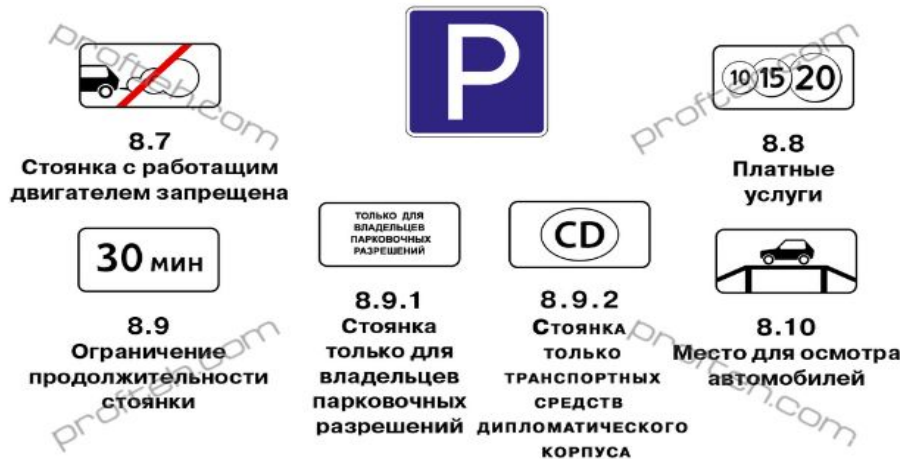 P
10 15 20
8.7
Стоянка с работащим
двигателем запрещена
8.8
Платные
услуги
30 мин
8.9
Ограничение
продолжительности
стоянки
ТОЛЬКО ДЛЯ
ВЛАДЕЛЬЦЕВ
ПАРКОВОЧНЫХ
РАЗРЕШЕНИЙ
8.9.1
Стоянка
только для
владельцев
парковочных
разрешений
CD
8.9.2
Стоянка
только
транспортных
средств
дипломатического
корпуса
8.10
Место для осмотра
автомобилей
profteh.com
profteh.com
profteh.com
profteh.com